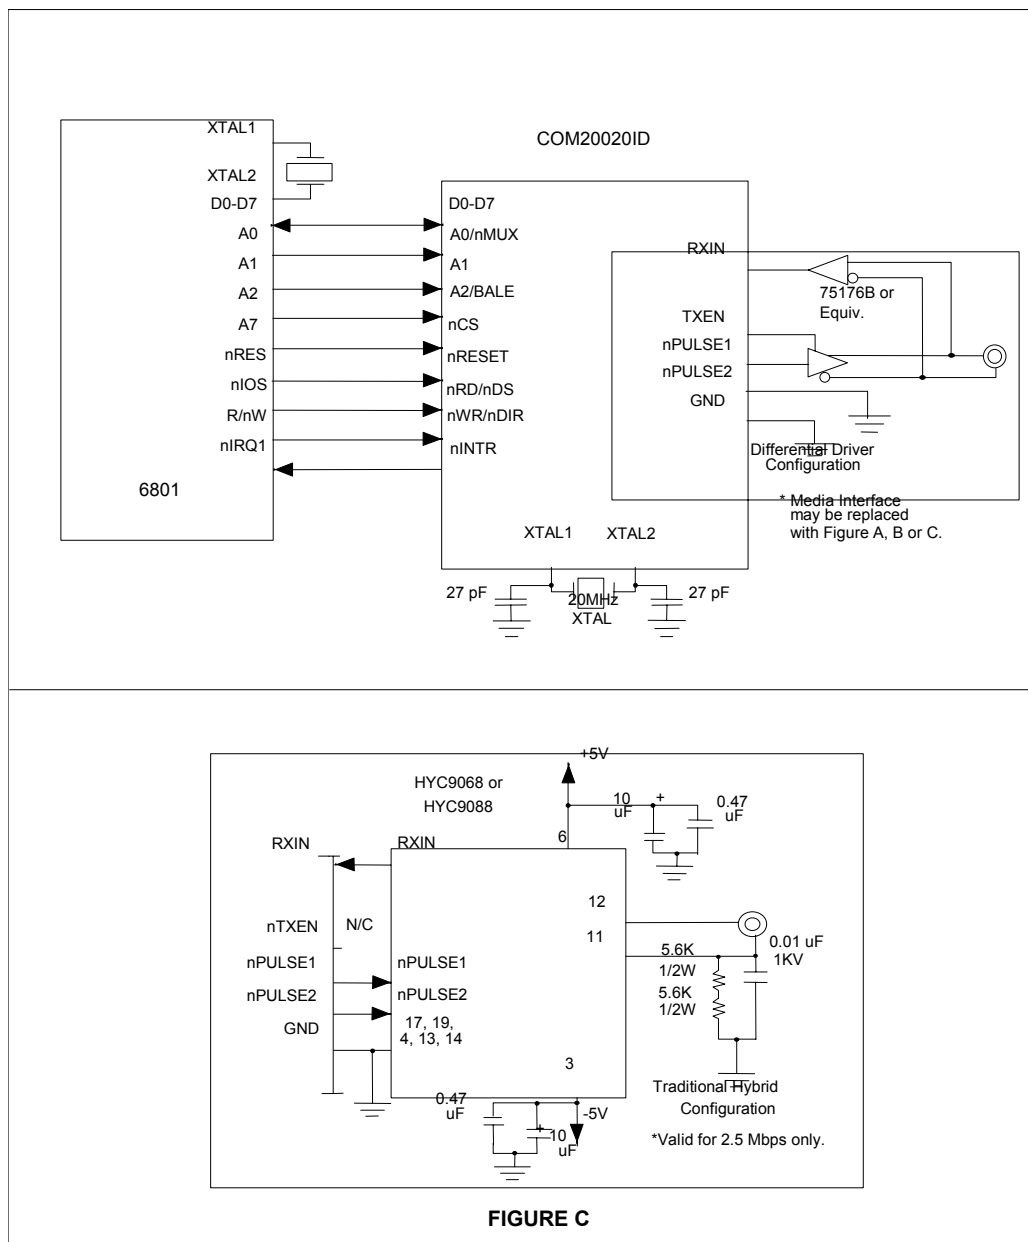 COM20020ID
XTAL1
XTAL2
D0-D7
A0
A1
A2
A7
nRES
nIOS
R/nW
nIRQ1
6801
D0-D7
A0/nMUX
A1
A2/BALE
nCS
nRESET
nRD/nDS
nWR/nDIR
nINTR
RXIN
TXEN
nPULSE1
nPULSE2
GND
75176B or
Equiv.
Differential Driver
Configuration
* Media Interface
may be replaced
with Figure A, B or C.
XTAL1
XTAL2
27 pF
20MHz
XTAL
27 pF
+5V
HYC9068 or
HYC9088
10
uF
+
0.47
uF
6
RXIN
RXIN
nTXEN
N/C
nPULSE1
nPULSE1
nPULSE2
nPULSE2
GND
17, 19,
4, 13, 14
12
11
3
5.6K
1/2W
5.6K
1/2W
0.01 uF
1KV
0.47
uF
+
10
uF
-5V
Traditional Hybrid
Configuration
*Valid for 2.5 Mbps only.
FIGURE C